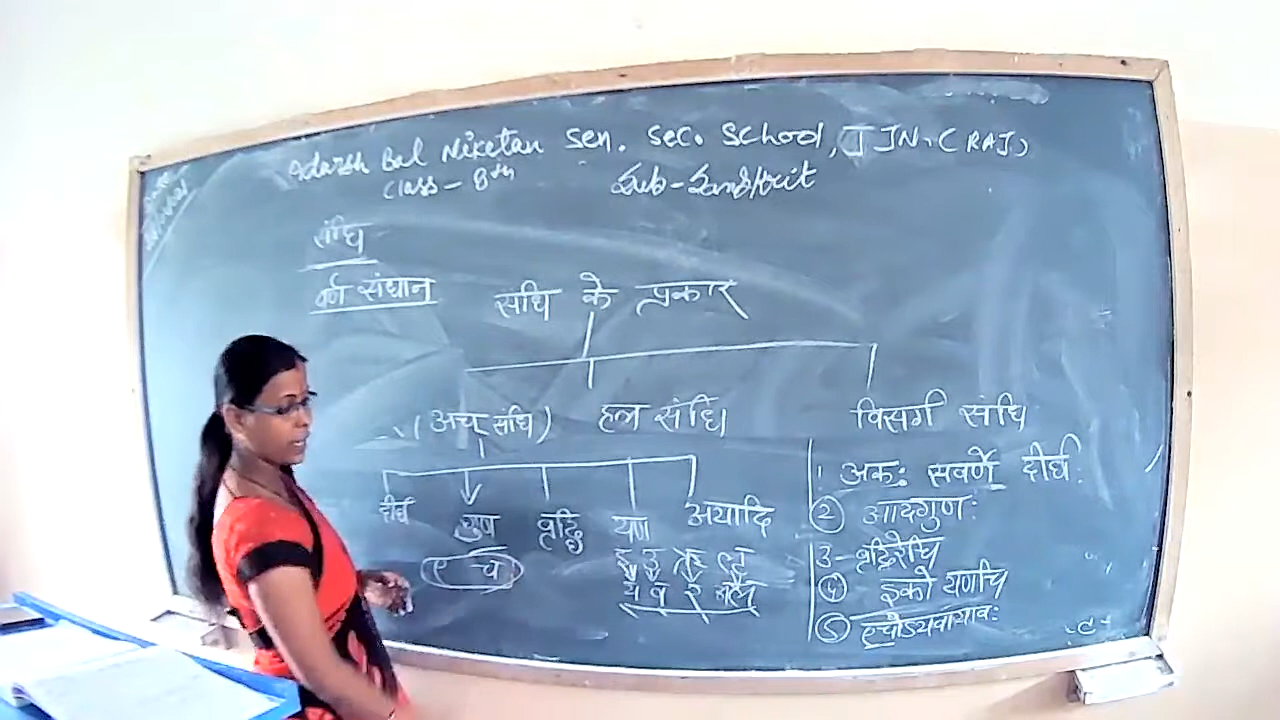 Adarsh Bal Niketan Sen. Sec. School, JJN. (RAJ)
Class - 8th Sub - Sanskrit
संधि
वर्ण संधान
संधि के प्रकार
(अच् संधि) हल संधि विसर्ग संधि
दीर्घ गुण वृद्धि यण अयादि
इ उ ऋ लृ
य व र ल
1 अक: सवर्णे दीर्घ:
2 आदगुण:
3- वृद्धिरेचि
4 इको यणचि
5 एचोऽयवायाव: